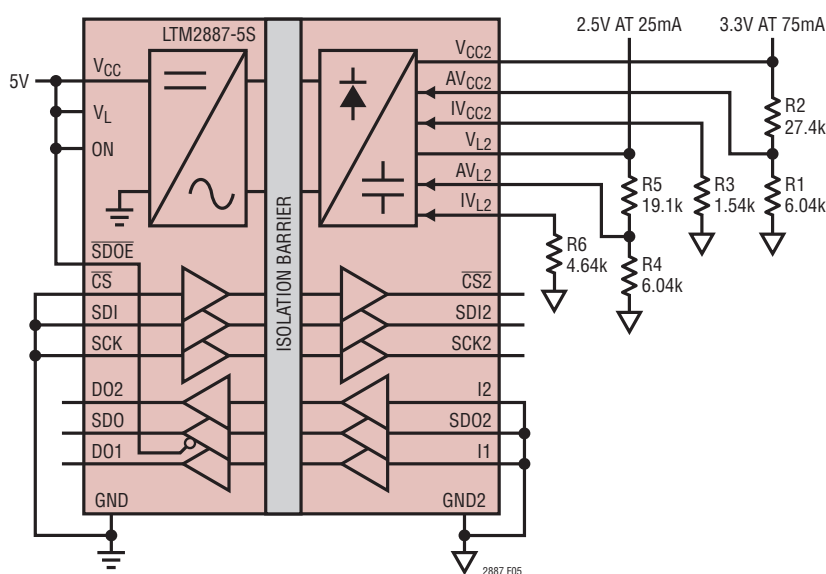 2.5V AT 25mA
3.3V AT 75mA
LTM2887-5S
5V
VCC
VL
ON
SDOE
CS
SDI
SCK
DO2
SDO
DO1
GND
ISOLATION BARRIER
VCC2
AVCC2
IVCC2
VL2
AVL2
IVL2
CS2
SDI2
SCK2
I2
SDO2
I1
GND2
R2
27.4k
R5
19.1k
R3
1.54k
R1
6.04k
R6
4.64k
R4
6.04k
2887 F05